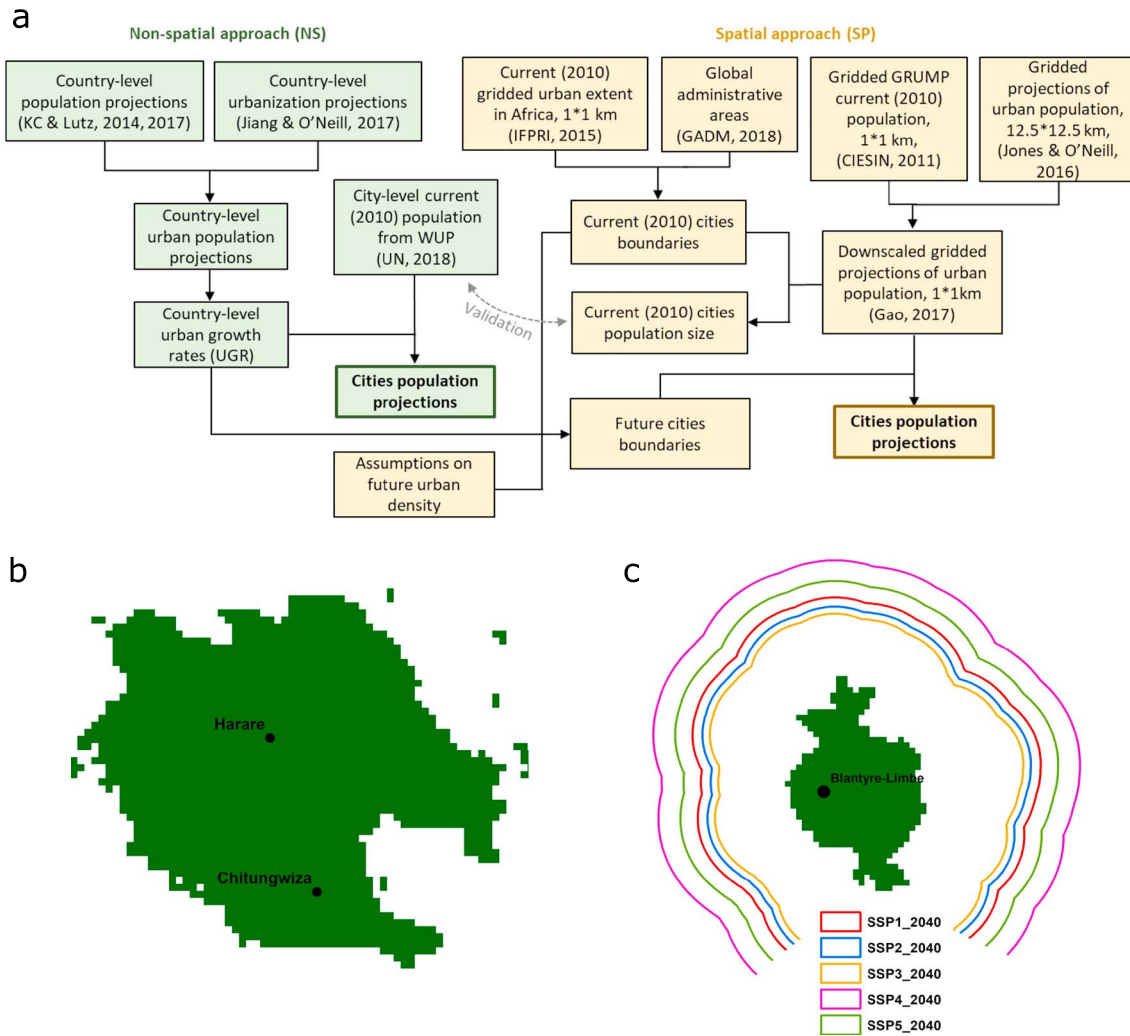 a
Non-spatial approach (NS)
Spatial approach (SP)
Country-level
population projections
(KC & Lutz, 2014, 2017)
Country-level
urbanization projections
(Jiang & O'Neill, 2017)
Current (2010)
gridded urban extent
in Africa, 1*1 km
(IFPRI, 2015)
Global
administrative
areas
(GADM, 2018)
Gridded GRUMP
current (2010)
population,
1*1 km,
(CIESIN, 2011)
Gridded
projections of
urban population,
12.5*12.5 km,
(Jones & O'Neill,
2016)
Country-level
urban population
projections
City-level current
(2010) population
from WUP
(UN, 2018)
Current (2010) cities
boundaries
Downscaled gridded
projections of urban
population, 1*1km
(Gao, 2017)
Validation
Country-level
urban growth
rates (UGR)
Current (2010) cities
population size
Cities population
projections
Future cities
boundaries
Cities population
projections
Assumptions on
future urban
density
b
Harare
Chitungwiza
c
Blantyre-Limbe
SSP1_2040
SSP2_2040
SSP3_2040
SSP4_2040
SSP5_2040